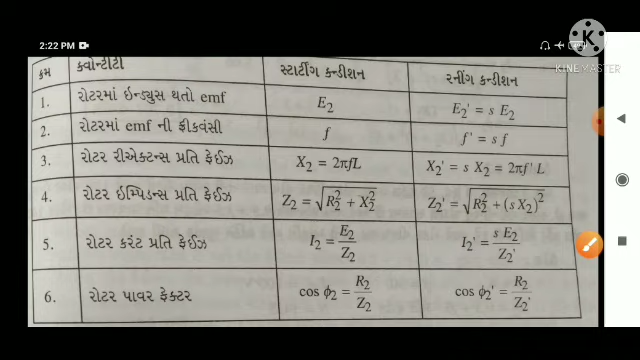 2:22 PM
K
KINEMASTER
ક્રમ ક્વોન્ટીટી સ્ટાર્ટીંગ કન્ડીશન રનીંગ કન્ડીશન
1. રોટરમાં ઇન્ડ્યુસ થતો emf E₂ E₂' = s E₂
2. રોટરમાં emf ની ફ્રીકવંસી f f' = s f
3. રોટર રીએક્ટન્સ પ્રતિ ફેઈઝ X₂ = 2πfL X₂' = s X₂ = 2πf' L
4. રોટર ઇમ્પિડન્સ પ્રતિ ફેઈઝ Z₂ = √(R₂² + X₂²) Z₂' = √(R₂² + (s X₂)²)
5. રોટર કરંટ પ્રતિ ફેઈઝ I₂ = E₂/Z₂ I₂' = s E₂/Z₂'
6. રોટર પાવર ફેક્ટર cos ϕ₂ = R₂/Z₂ cos ϕ₂' = R₂/Z₂'